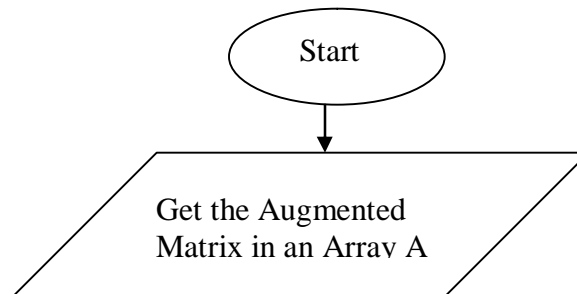 Start
Get the Augmented
Matrix in an Array A